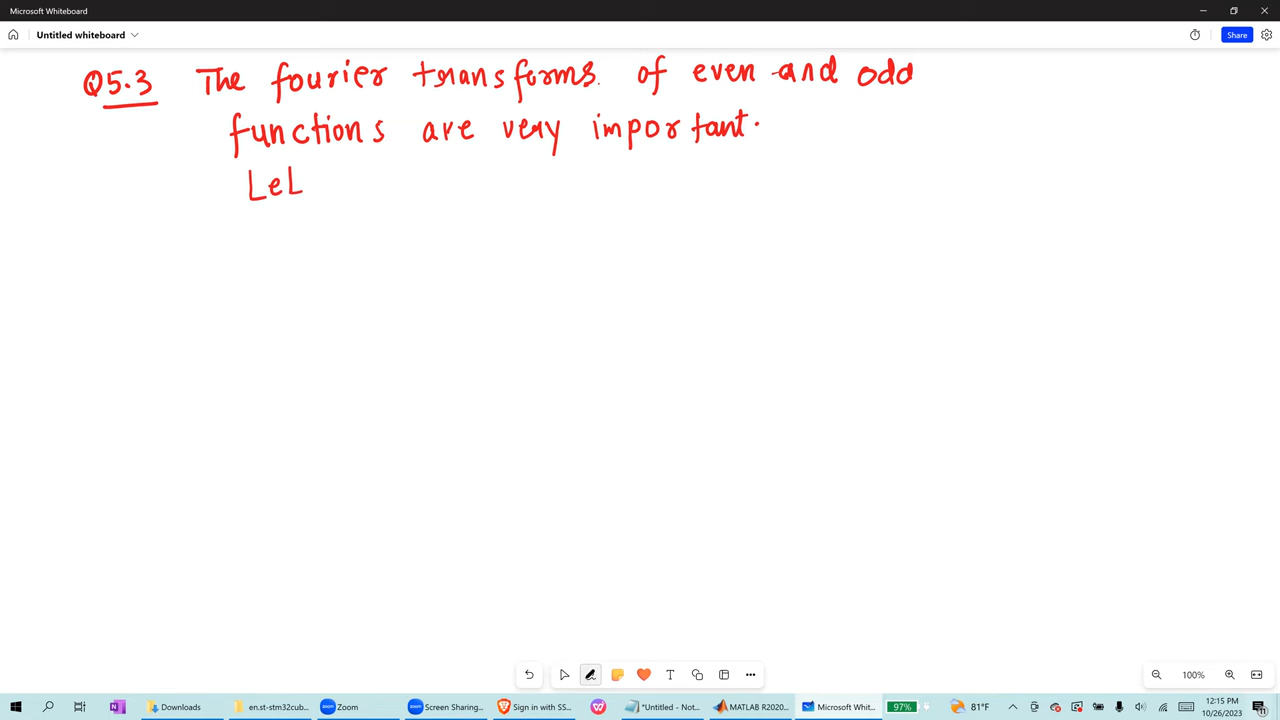 Microsoft Whiteboard
Untitled whiteboard
Share
Q5.3 The fourier transforms. of even and odd
functions are very important.
LeL
100%
Downloads
en.st-stm32cub...
Zoom
Screen Sharing...
Sign in with SS...
*Untitled - Not...
MATLAB R2020...
Microsoft Whit...
97%
81°F
12:15 PM
10/26/2023
11